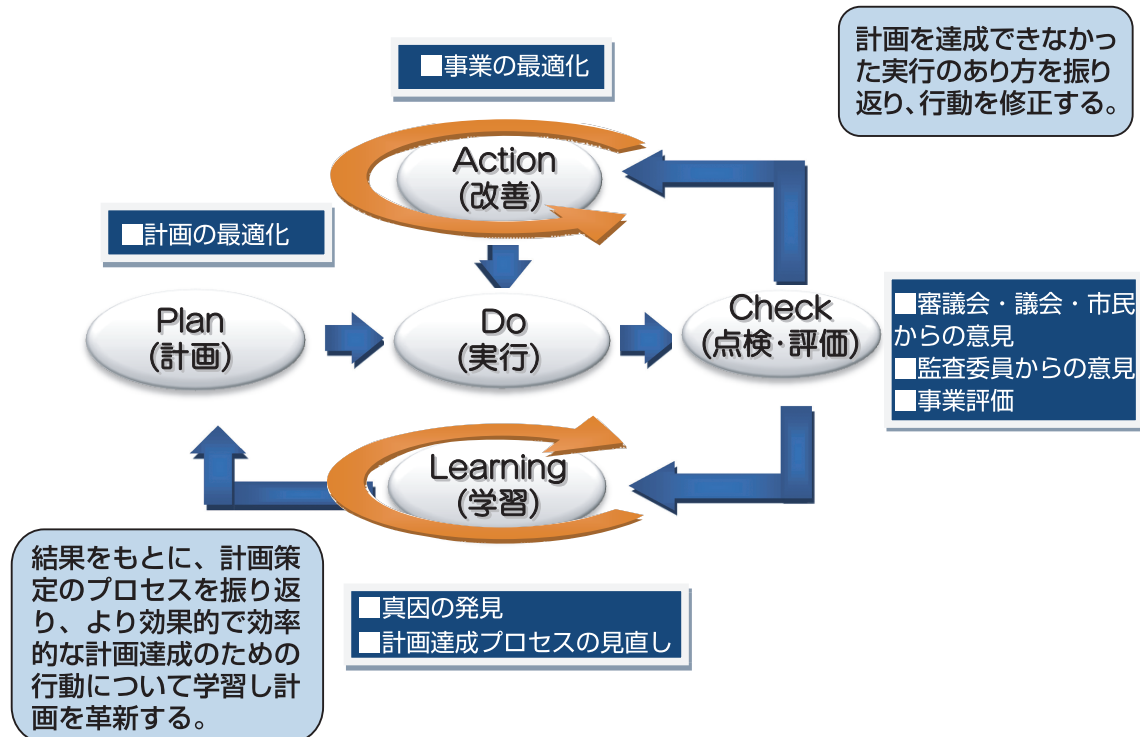 ■事業の最適化
計画を達成できなかっ
た実行のあり方を振り
返り、行動を修正する。
Action
(改善)
■計画の最適化
Plan
(計画)
Do
(実行)
Check
(点検・評価)
■審議会・議会・市民
からの意見
■監査委員からの意見
■事業評価
Learning
(学習)
結果をもとに、計画策
定のプロセスを振り返
り、より効果的で効率
的な計画達成のための
行動について学習し計
画を革新する。
■真因の発見
■計画達成プロセスの見直し